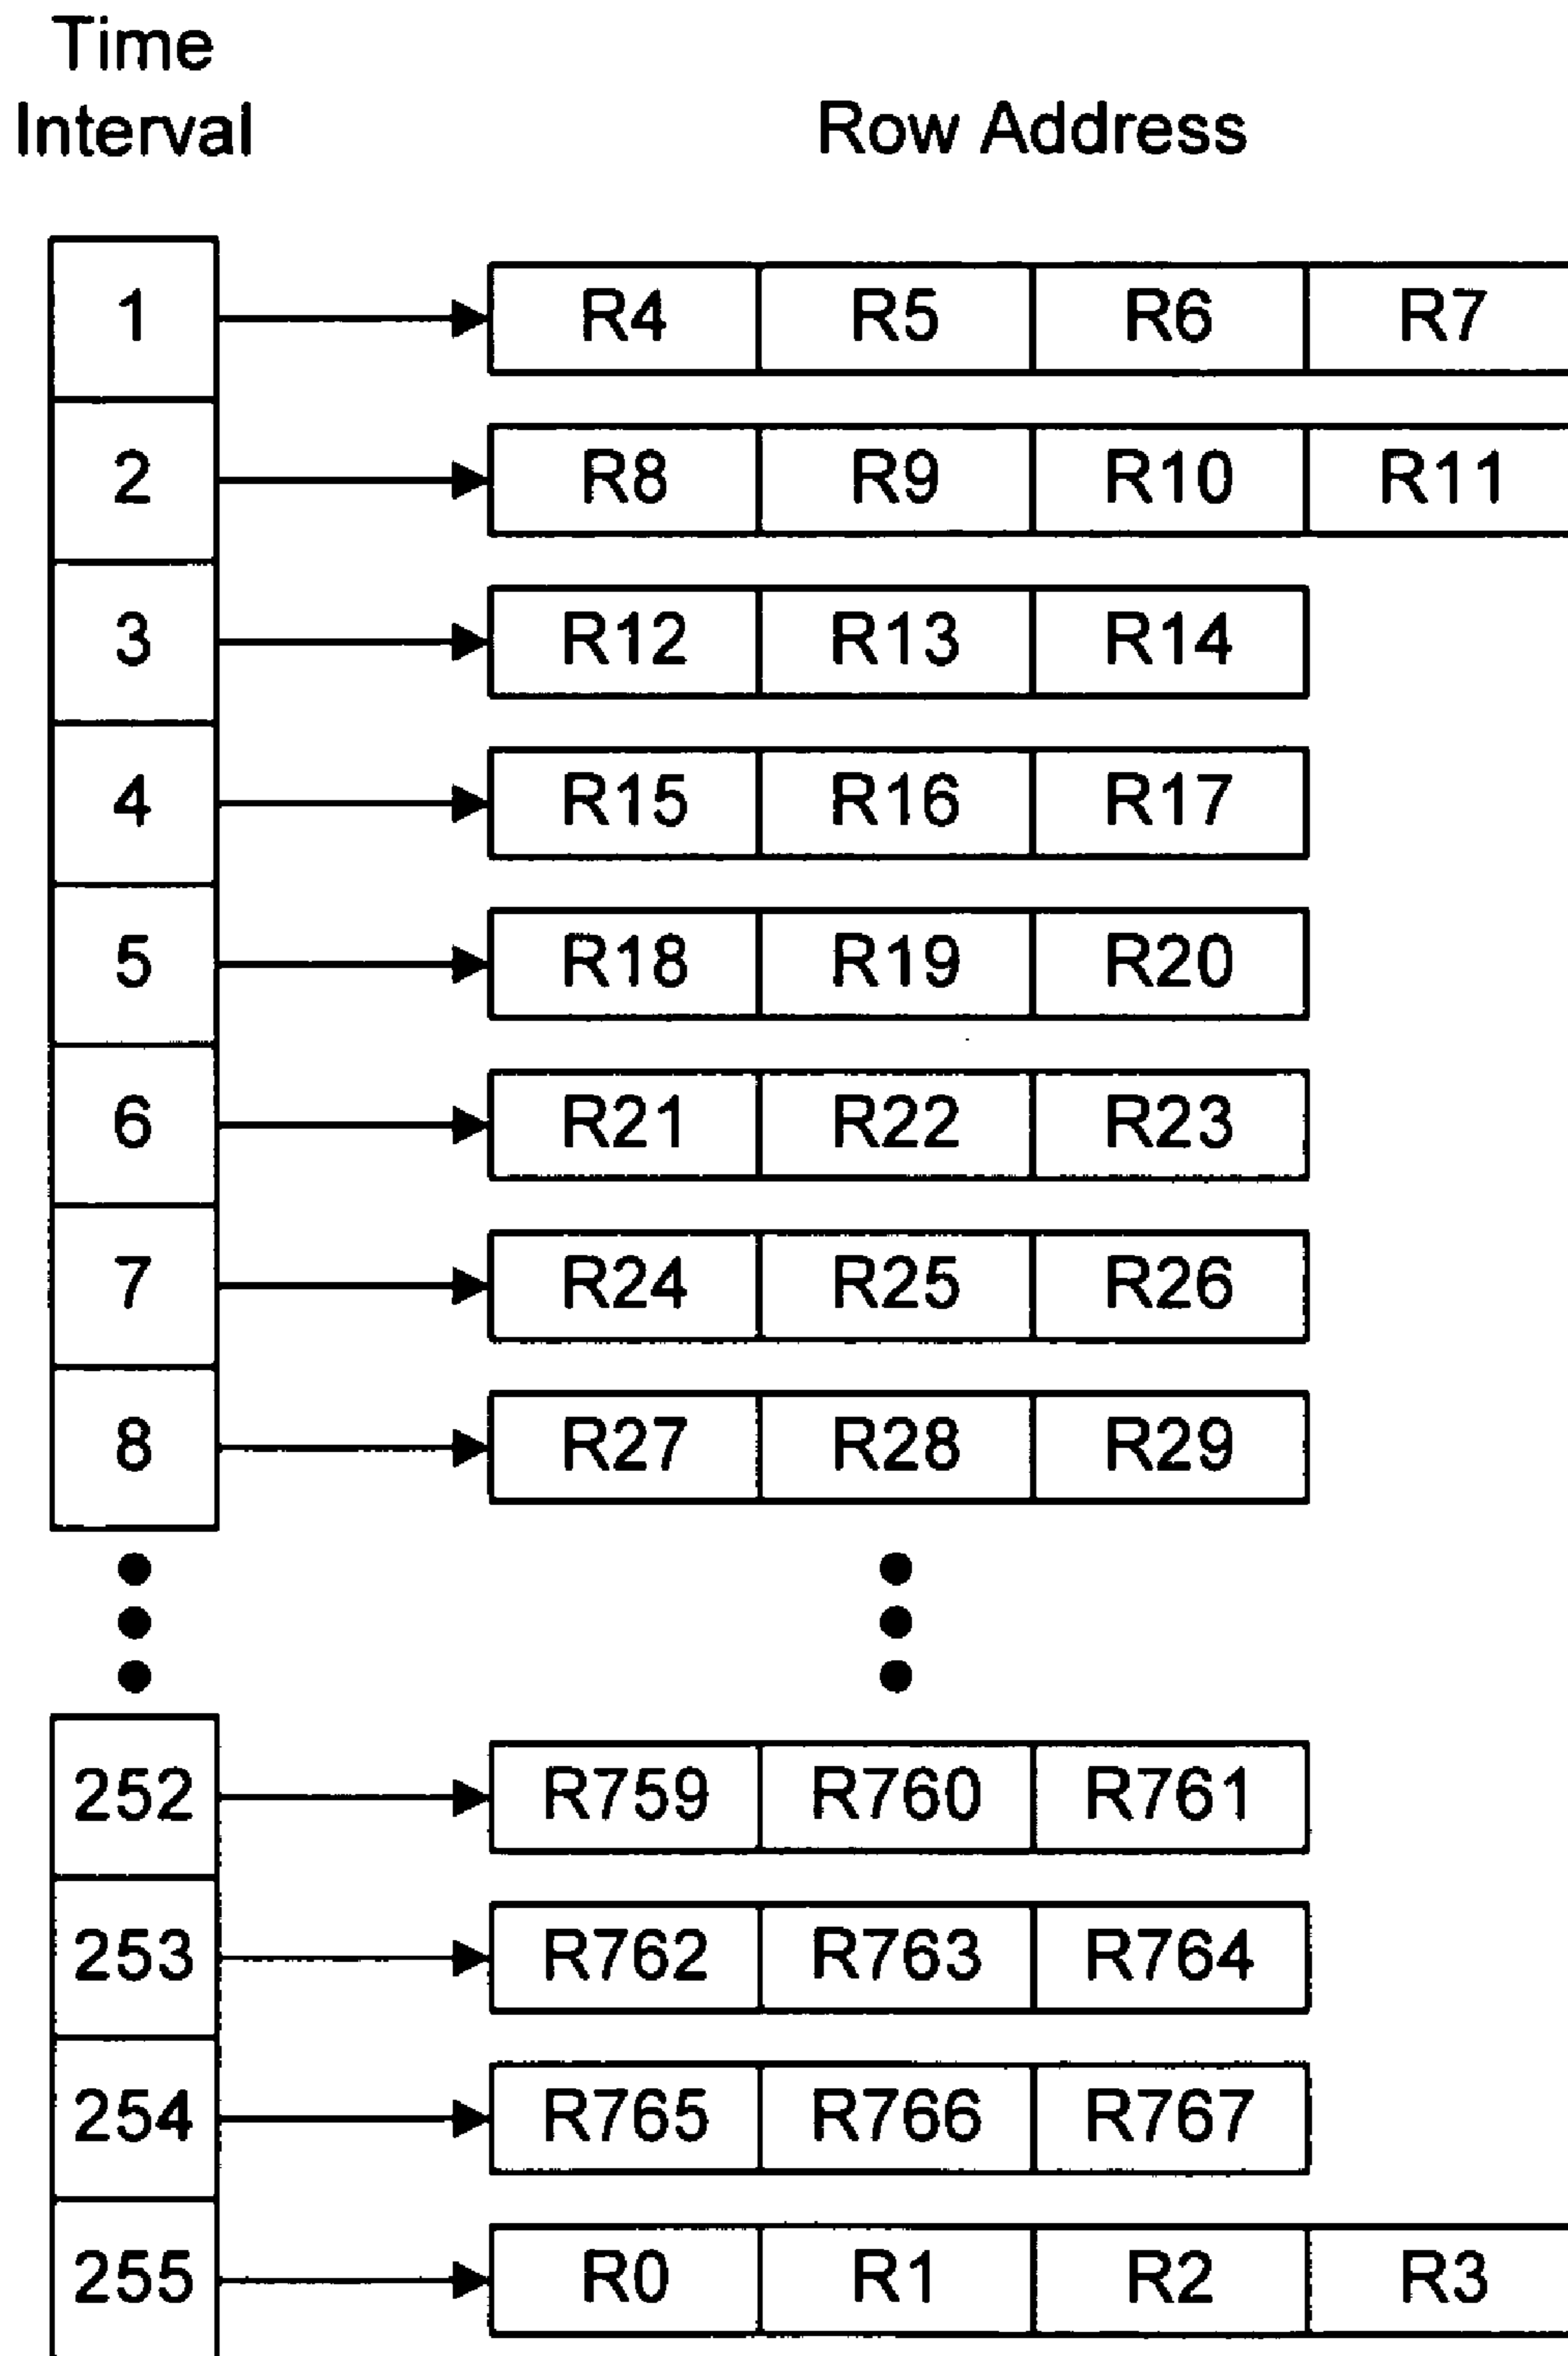 Time
Interval
Row Address
1 R4 R5 R6 R7
2 R8 R9 R10 R11
3 R12 R13 R14
4 R15 R16 R17
5 R18 R19 R20
6 R21 R22 R23
7 R24 R25 R26
8 R27 R28 R29
252 R759 R760 R761
253 R762 R763 R764
254 R765 R766 R767
255 R0 R1 R2 R3